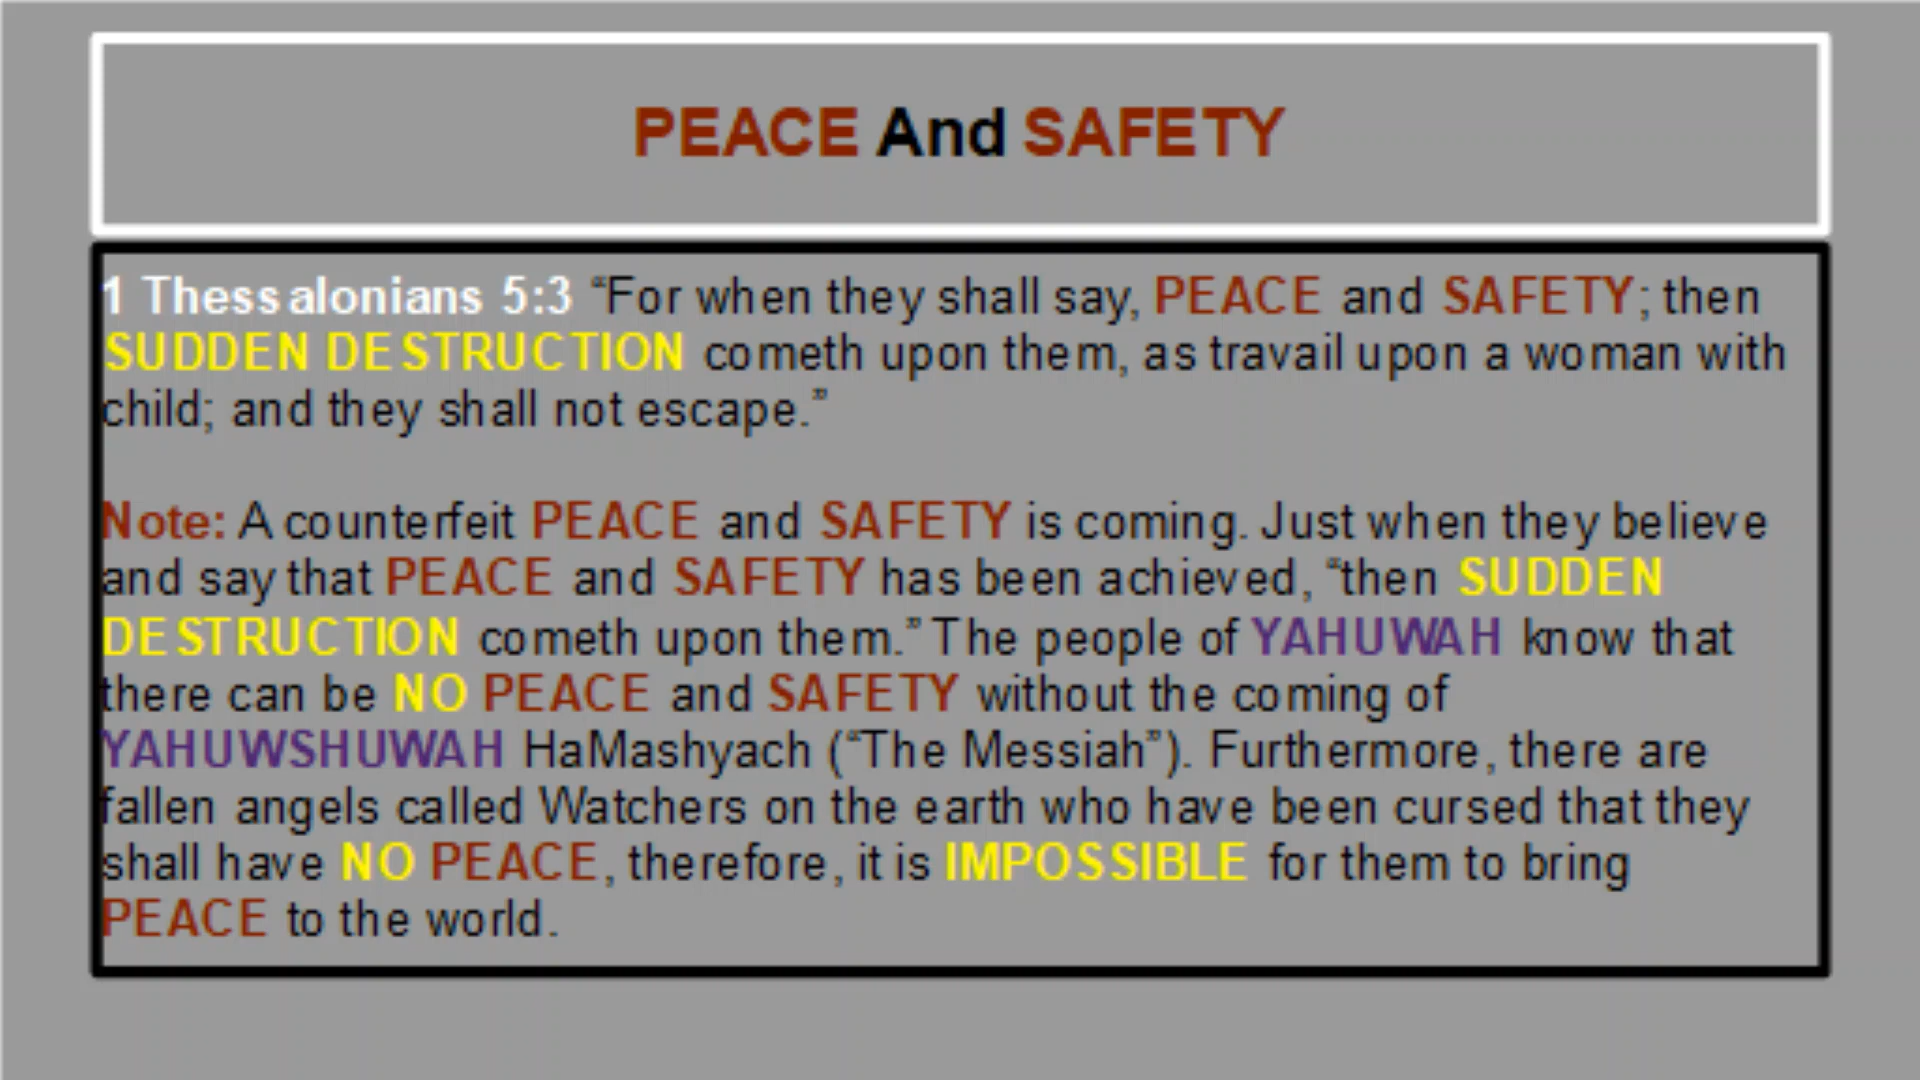 PEACE And SAFETY
1 Thessalonians 5:3 “For when they shall say, PEACE and SAFETY; then
SUDDEN DESTRUCTION cometh upon them, as travail upon a woman with
child; and they shall not escape.”
Note: A counterfeit PEACE and SAFETY is coming. Just when they believe
and say that PEACE and SAFETY has been achieved, “then SUDDEN
DESTRUCTION cometh upon them.” The people of YAHUWAH know that
there can be NO PEACE and SAFETY without the coming of
YAHUWSHUWAH HaMashyach (“The Messiah”). Furthermore, there are
fallen angels called Watchers on the earth who have been cursed that they
shall have NO PEACE, therefore, it is IMPOSSIBLE for them to bring
PEACE to the world.